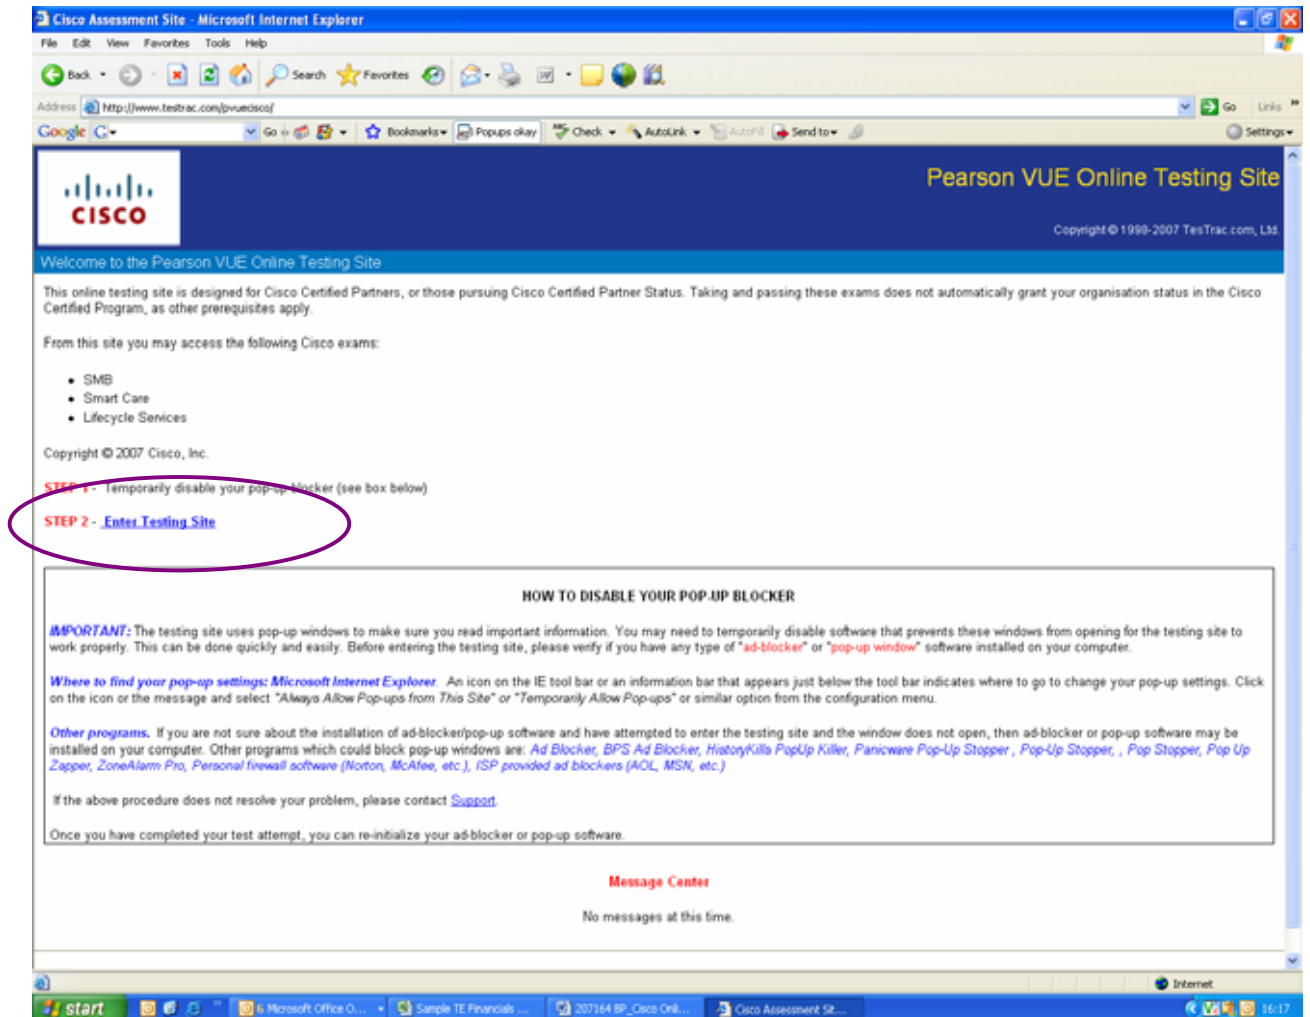 Cisco Assessment Site - Microsoft Internet Explorer
File Edit View Favorites Tools Help
Back Search Favorites
Address http://www.testrac.com/pvuecisco/ Go Links »
Google G Go Bookmarks Popups okay Check AutoLink AutoFill Send to Settings
CISCO
Pearson VUE Online Testing Site
Copyright © 1998-2007 TesTrac.com, Ltd.
Welcome to the Pearson VUE Online Testing Site
This online testing site is designed for Cisco Certified Partners, or those pursuing Cisco Certified Partner Status. Taking and passing these exams does not automatically grant your organisation status in the Cisco
Certified Program, as other prerequisites apply.
From this site you may access the following Cisco exams:
• SMB
• Smart Care
• Lifecycle Services
Copyright © 2007 Cisco, Inc.
STEP 1 - Temporarily disable your pop-up blocker (see box below)
STEP 2 - Enter Testing Site
HOW TO DISABLE YOUR POP-UP BLOCKER
IMPORTANT: The testing site uses pop-up windows to make sure you read important information. You may need to temporarily disable software that prevents these windows from opening for the testing site to
work properly. This can be done quickly and easily. Before entering the testing site, please verify if you have any type of "ad-blocker" or "pop-up window" software installed on your computer.
Where to find your pop-up settings: Microsoft Internet Explorer. An icon on the IE tool bar or an information bar that appears just below the tool bar indicates where to go to change your pop-up settings. Click
on the icon or the message and select "Always Allow Pop-ups from This Site" or "Temporarily Allow Pop-ups" or similar option from the configuration menu.
Other programs. If you are not sure about the installation of ad-blocker/pop-up software and have attempted to enter the testing site and the window does not open, then ad-blocker or pop-up software may be
installed on your computer. Other programs which could block pop-up windows are: Ad Blocker, BPS Ad Blocker, HistoryKills PopUp Killer, Panicware Pop-Up Stopper , Pop-Up Stopper, , Pop Stopper, Pop Up
Zapper, ZoneAlarm Pro, Personal firewall software (Norton, McAfee, etc.), ISP provided ad blockers (AOL, MSN, etc.)
If the above procedure does not resolve your problem, please contact Support.
Once you have completed your test attempt, you can re-initialize your ad-blocker or pop-up software.
Message Center
No messages at this time.
Internet
start » 6 Microsoft Office O... Sample TE Financials ... 207164 BP_Cisco Onli... Cisco Assessment Sit... 16:17